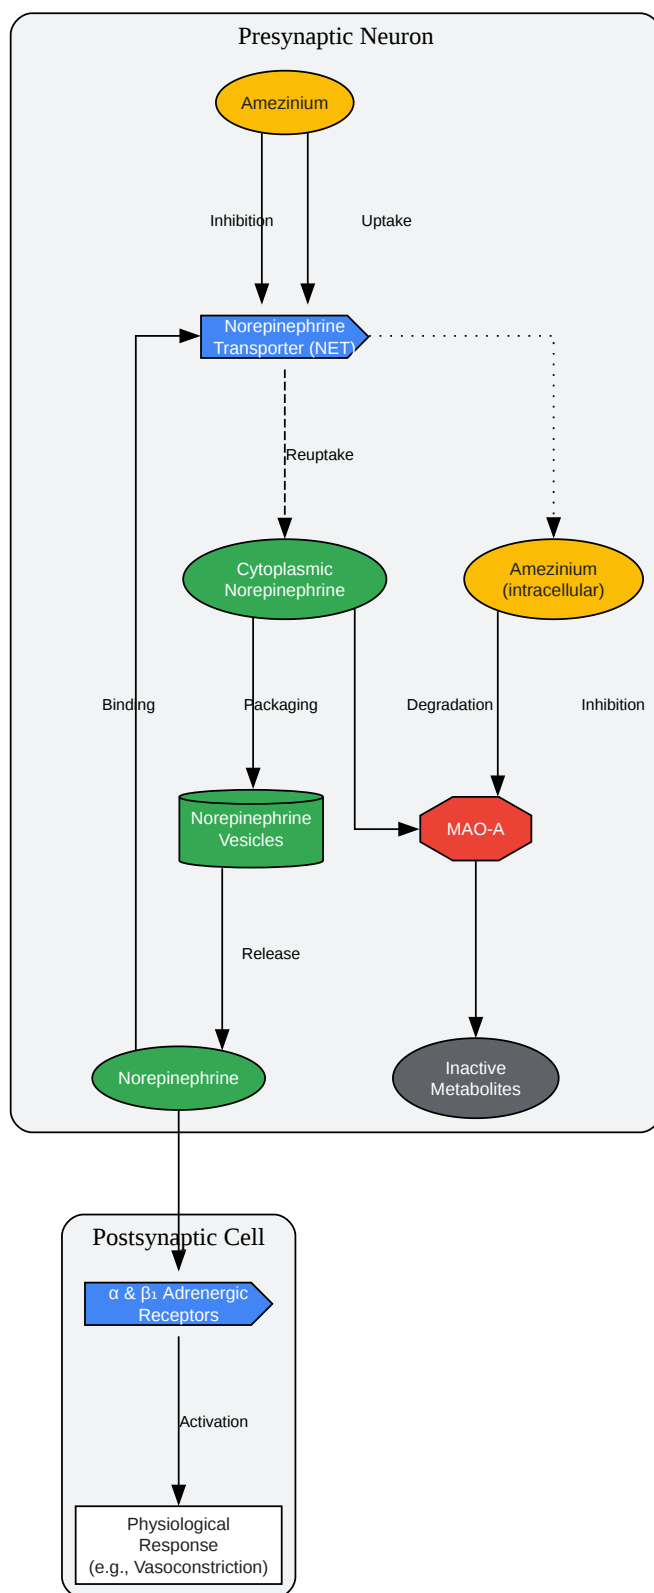 Presynaptic Neuron
Amezinium
Inhibition
Uptake
Norepinephrine
Transporter (NET)
Reuptake
Cytoplasmic
Norepinephrine
Amezinium
(intracellular)
Binding
Packaging
Degradation
Inhibition
Norepinephrine
Vesicles
MAO-A
Release
Norepinephrine
Inactive
Metabolites
Postsynaptic Cell
α & β₁ Adrenergic
Receptors
Activation
Physiological
Response
(e.g., Vasoconstriction)